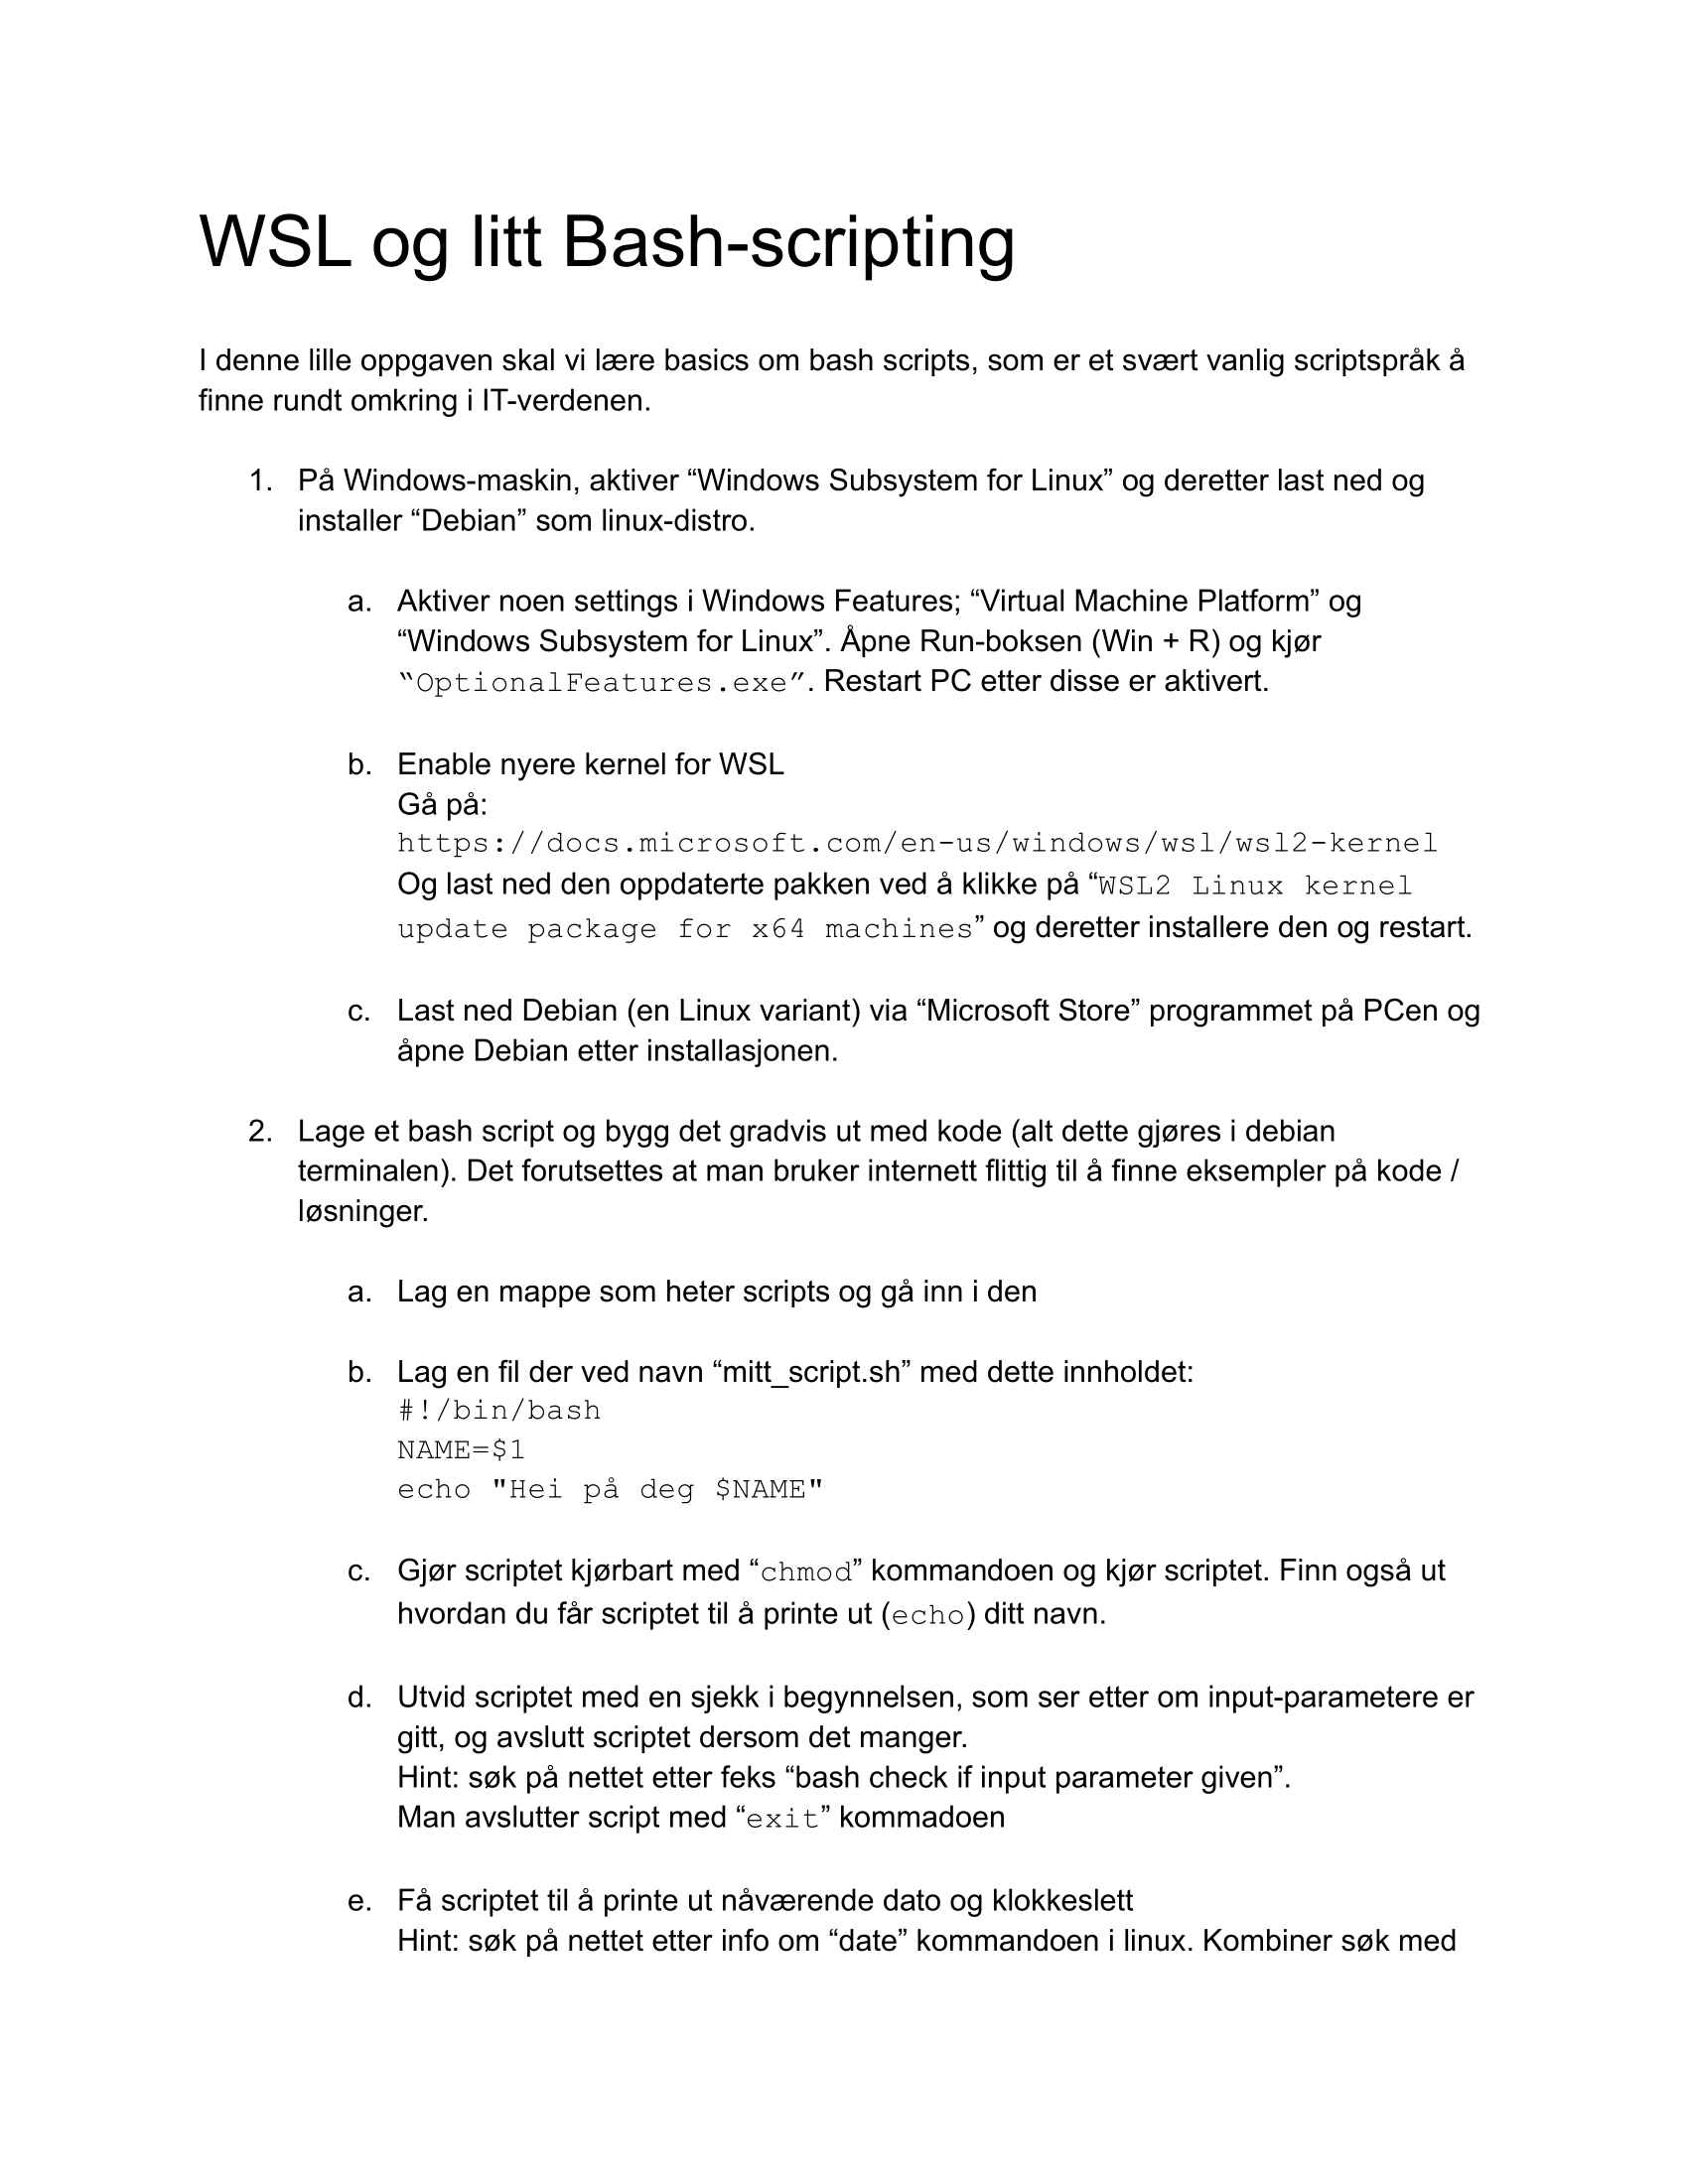 WSL og litt Bash-scripting
I denne lille oppgaven skal vi lære basics om bash scripts, som er et svært vanlig scriptspråk å
finne rundt omkring i IT-verdenen.
1. På Windows-maskin, aktiver “Windows Subsystem for Linux” og deretter last ned og
installer “Debian” som linux-distro.
a. Aktiver noen settings i Windows Features; “Virtual Machine Platform” og
“Windows Subsystem for Linux”. Åpne Run-boksen (Win + R) og kjør
“OptionalFeatures.exe”. Restart PC etter disse er aktivert.
b. Enable nyere kernel for WSL
Gå på:
https://docs.microsoft.com/en-us/windows/wsl/wsl2-kernel
Og last ned den oppdaterte pakken ved å klikke på “WSL2 Linux kernel
update package for x64 machines” og deretter installere den og restart.
c. Last ned Debian (en Linux variant) via “Microsoft Store” programmet på PCen og
åpne Debian etter installasjonen.
2. Lage et bash script og bygg det gradvis ut med kode (alt dette gjøres i debian
terminalen). Det forutsettes at man bruker internett flittig til å finne eksempler på kode /
løsninger.
a. Lag en mappe som heter scripts og gå inn i den
b. Lag en fil der ved navn “mitt_script.sh” med dette innholdet:
#!/bin/bash
NAME=$1
echo "Hei på deg $NAME"
c. Gjør scriptet kjørbart med “chmod” kommandoen og kjør scriptet. Finn også ut
hvordan du får scriptet til å printe ut (echo) ditt navn.
d. Utvid scriptet med en sjekk i begynnelsen, som ser etter om input-parametere er
gitt, og avslutt scriptet dersom det manger.
Hint: søk på nettet etter feks “bash check if input parameter given”.
Man avslutter script med “exit” kommadoen
e. Få scriptet til å printe ut nåværende dato og klokkeslett
Hint: søk på nettet etter info om “date” kommandoen i linux. Kombiner søk med